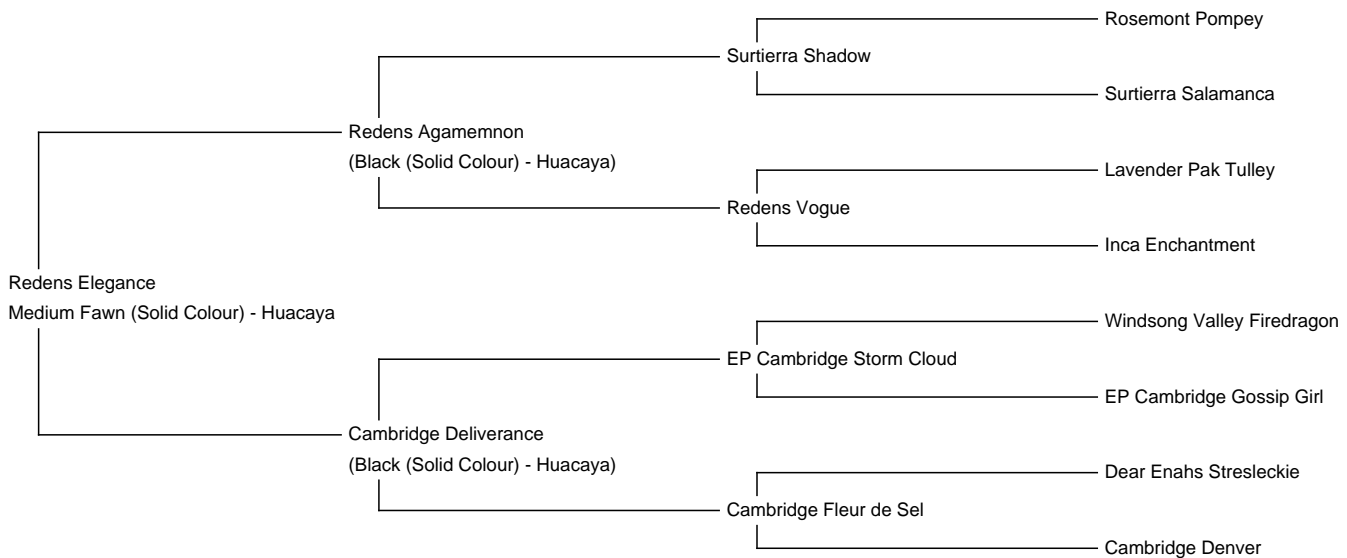 Rosemont Pompey
Surtierra Shadow
Surtierra Salamanca
Redens Agamemnon
(Black (Solid Colour) - Huacaya)
Lavender Pak Tulley
Redens Vogue
Inca Enchantment
Redens Elegance
Medium Fawn (Solid Colour) - Huacaya
Windsong Valley Firedragon
EP Cambridge Storm Cloud
EP Cambridge Gossip Girl
Cambridge Deliverance
(Black (Solid Colour) - Huacaya)
Dear Enahs Stresleckie
Cambridge Fleur de Sel
Cambridge Denver